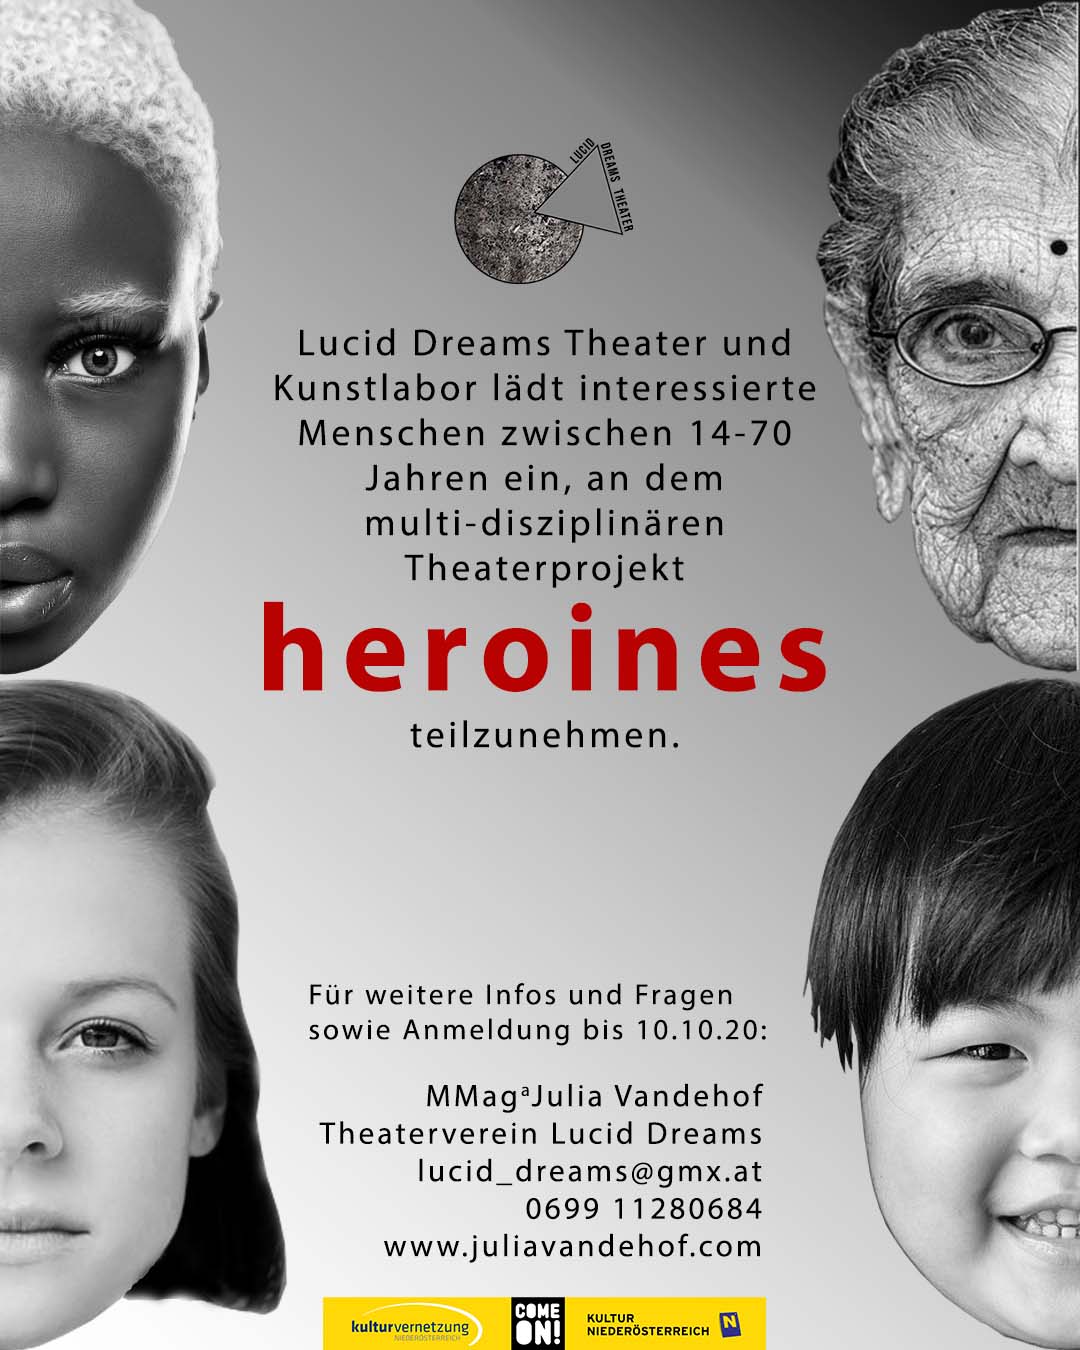 LUCID DREAMS THEATER
Lucid Dreams Theater und
Kunstlabor lädt interessierte
Menschen zwischen 14-70
Jahren ein, an dem
multi-disziplinären
Theaterprojekt
heroines
teilzunehmen.
Für weitere Infos und Fragen
sowie Anmeldung bis 10.10.20:
MMagªJulia Vandehof
Theaterverein Lucid Dreams
lucid_dreams@gmx.at
0699 11280684
www.juliavandehof.com
kulturvernetzung
NIEDERÖSTERREICH
COME
ON!
KULTUR
NIEDERÖSTERREICH N